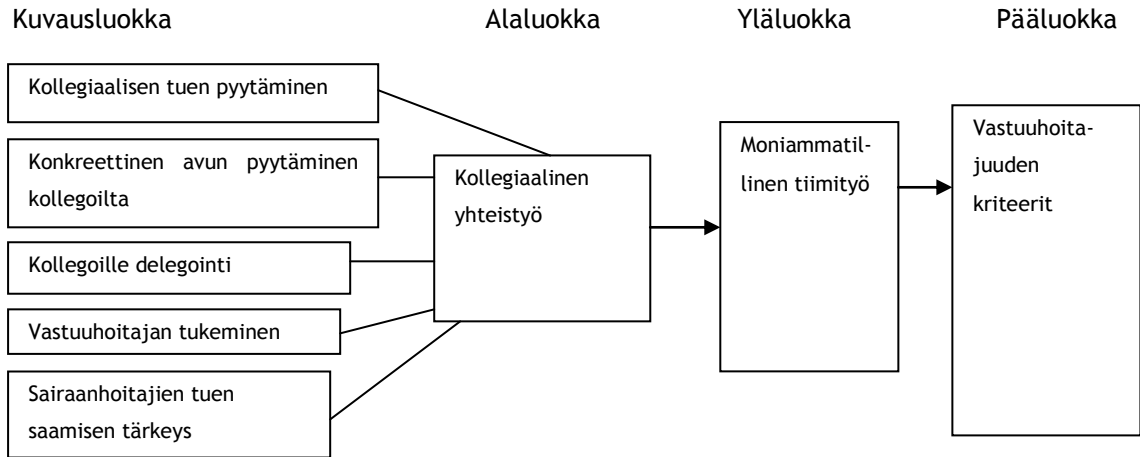 Kuvausluokka Alaluokka Yläluokka Pääluokka
Kollegiaalisen tuen pyytäminen
Konkreettinen avun pyytäminen
kollegoilta
Kollegoille delegointi
Vastuuhoitajan tukeminen
Sairaanhoitajien tuen
saamisen tärkeys
Kollegiaalinen
yhteistyö
Moniammatil-
linen tiimityö
Vastuuhoita-
juuden
kriteerit